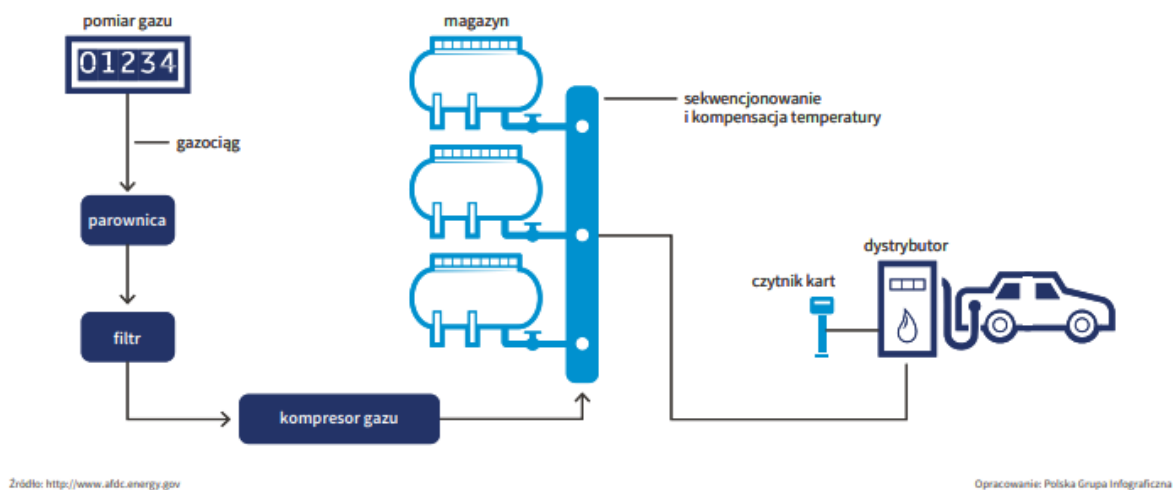 pomiar gazu
01234
gazociąg
parownica
filtr
kompresor gazu
magazyn
sekwencjonowanie
i kompensacja temperatury
dystrybutor
czytnik kart
Źródło: http://www.afdc.energy.gov
Opracowanie: Polska Grupa Infograficzna